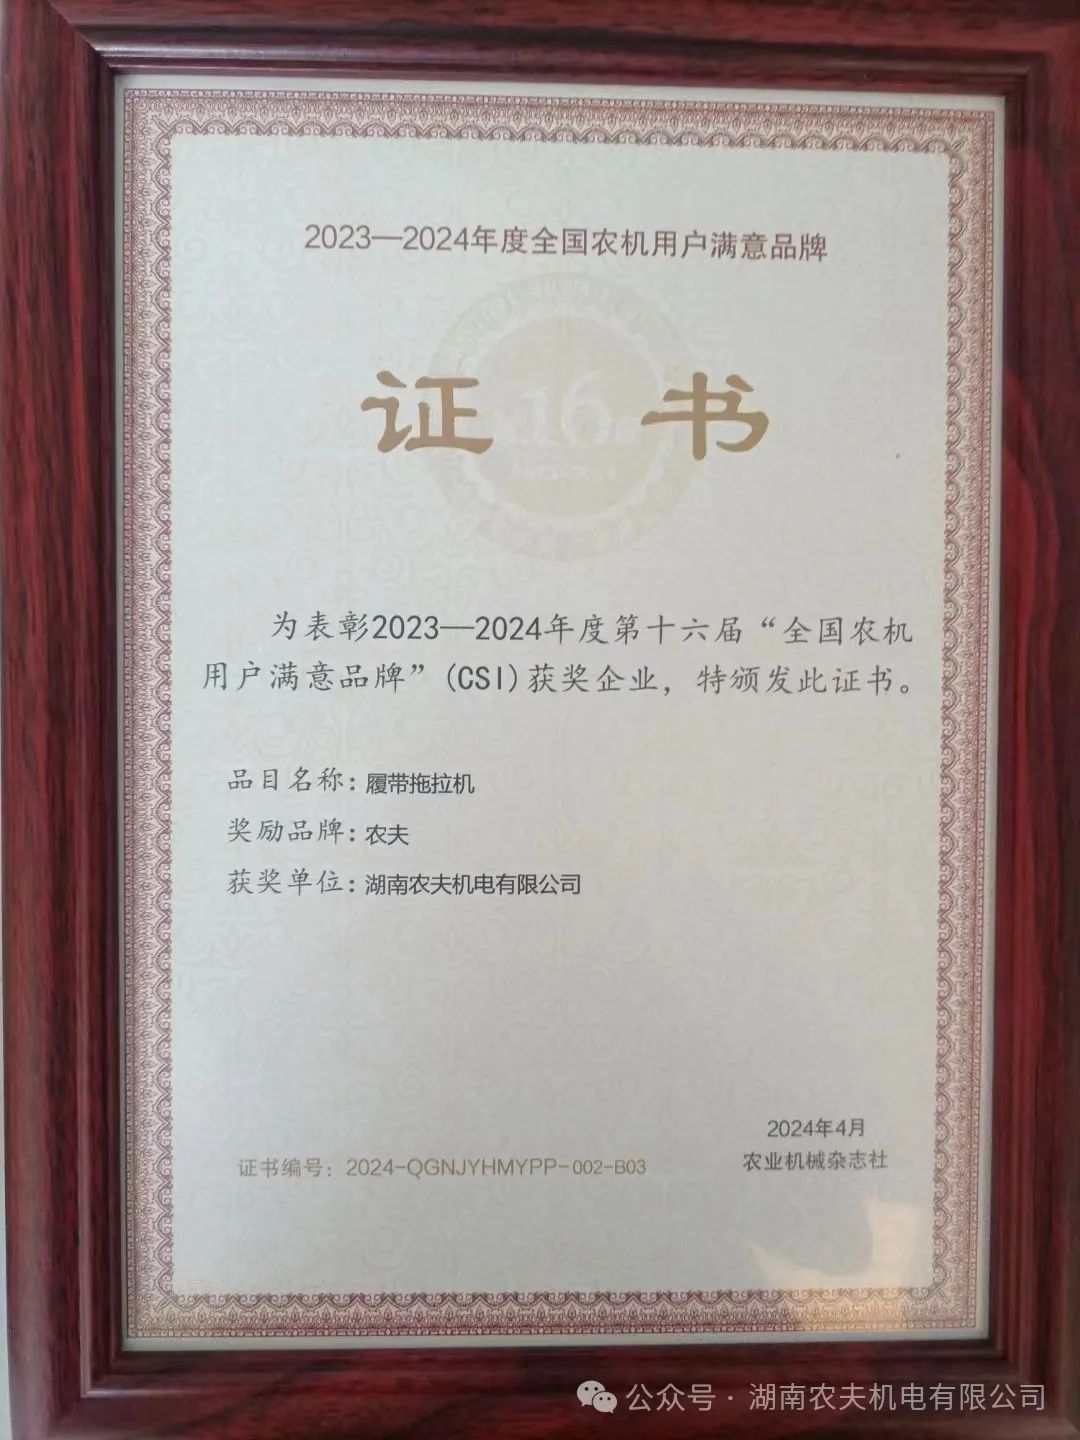 2023—2024年度全国农机用户满意品牌
16
证 书
为表彰2023—2024年度第十六届“全国农机
用户满意品牌”(CSI)获奖企业，特颁发此证书。
品目名称：履带拖拉机
奖励品牌：农夫
获奖单位：湖南农夫机电有限公司
2024年4月
农业机械杂志社
证书编号：2024-QGNJYHMYPP-002-B03
公众号·湖南农夫机电有限公司